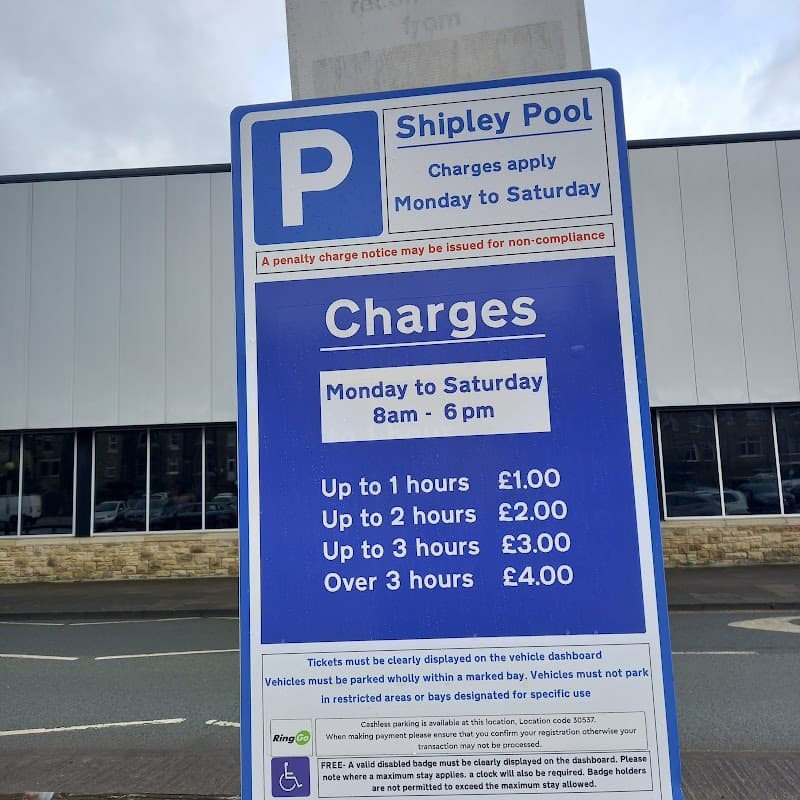 from
P
Shipley Pool
Charges apply
Monday to Saturday
A penalty charge notice may be issued for non-compliance
Charges
Monday to Saturday
8am - 6pm
Up to 1 hours £1.00
Up to 2 hours £2.00
Up to 3 hours £3.00
Over 3 hours £4.00
Tickets must be clearly displayed on the vehicle dashboard
Vehicles must be parked wholly within a marked bay. Vehicles must not park
in restricted areas or bays designated for specific use
RingGo
Cashless parking is available at this location, Location code 30537.
When making payment please ensure that you confirm your registration otherwise your
transaction may not be processed.
FREE- A valid disabled badge must be clearly displayed on the dashboard. Please
note where a maximum stay applies. a clock will also be required. Badge holders
are not permitted to exceed the maximum stay allowed.